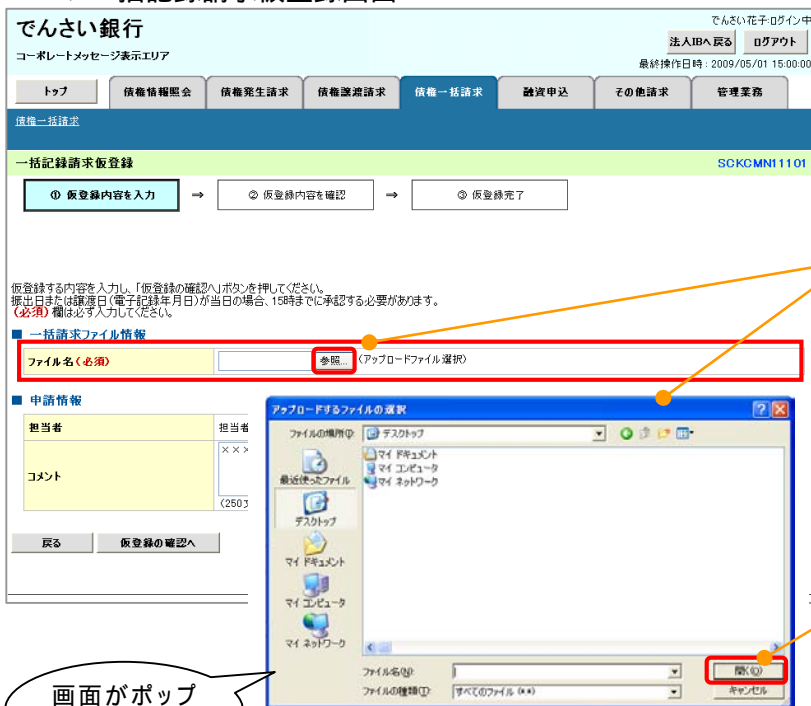 でんさい銀行
コーポレートメッセージ表示エリア
でんさい花子:ログイン中
法人IBへ戻る ログアウト
最終操作日時：2009/05/01 15:00:00
トップ 債権情報照会 債権発生請求 債権譲渡請求 債権一括請求 融資申込 その他請求 管理業務
債権一括請求
一括記録請求仮登録 SCKCMN11101
① 仮登録内容を入力 ⇒ ② 仮登録内容を確認 ⇒ ③ 仮登録完了
仮登録する内容を入力し、「仮登録の確認へ」ボタンを押してください。
振出日または譲渡日(電子記録年月日)が当日の場合、15時までに承認する必要があります。
(必須)欄は必ず入力してください。
■ 一括請求ファイル情報
ファイル名(必須) 参照... (アップロードファイル選択)
■ 申請情報
担当者 担当者
コメント ×××
(250文
戻る 仮登録の確認へ
アップロードするファイルの選択
ファイルの場所(I): デスクトップ
マイ ドキュメント
マイ コンピュータ
マイ ネットワーク
最近使ったファイル
デスクトップ
マイ ドキュメント
マイ コンピュータ
マイ ネットワーク
ファイル名(N): 開く(O)
ファイルの種類(T): すべてのファイル (*.*) キャンセル
画面がポップ